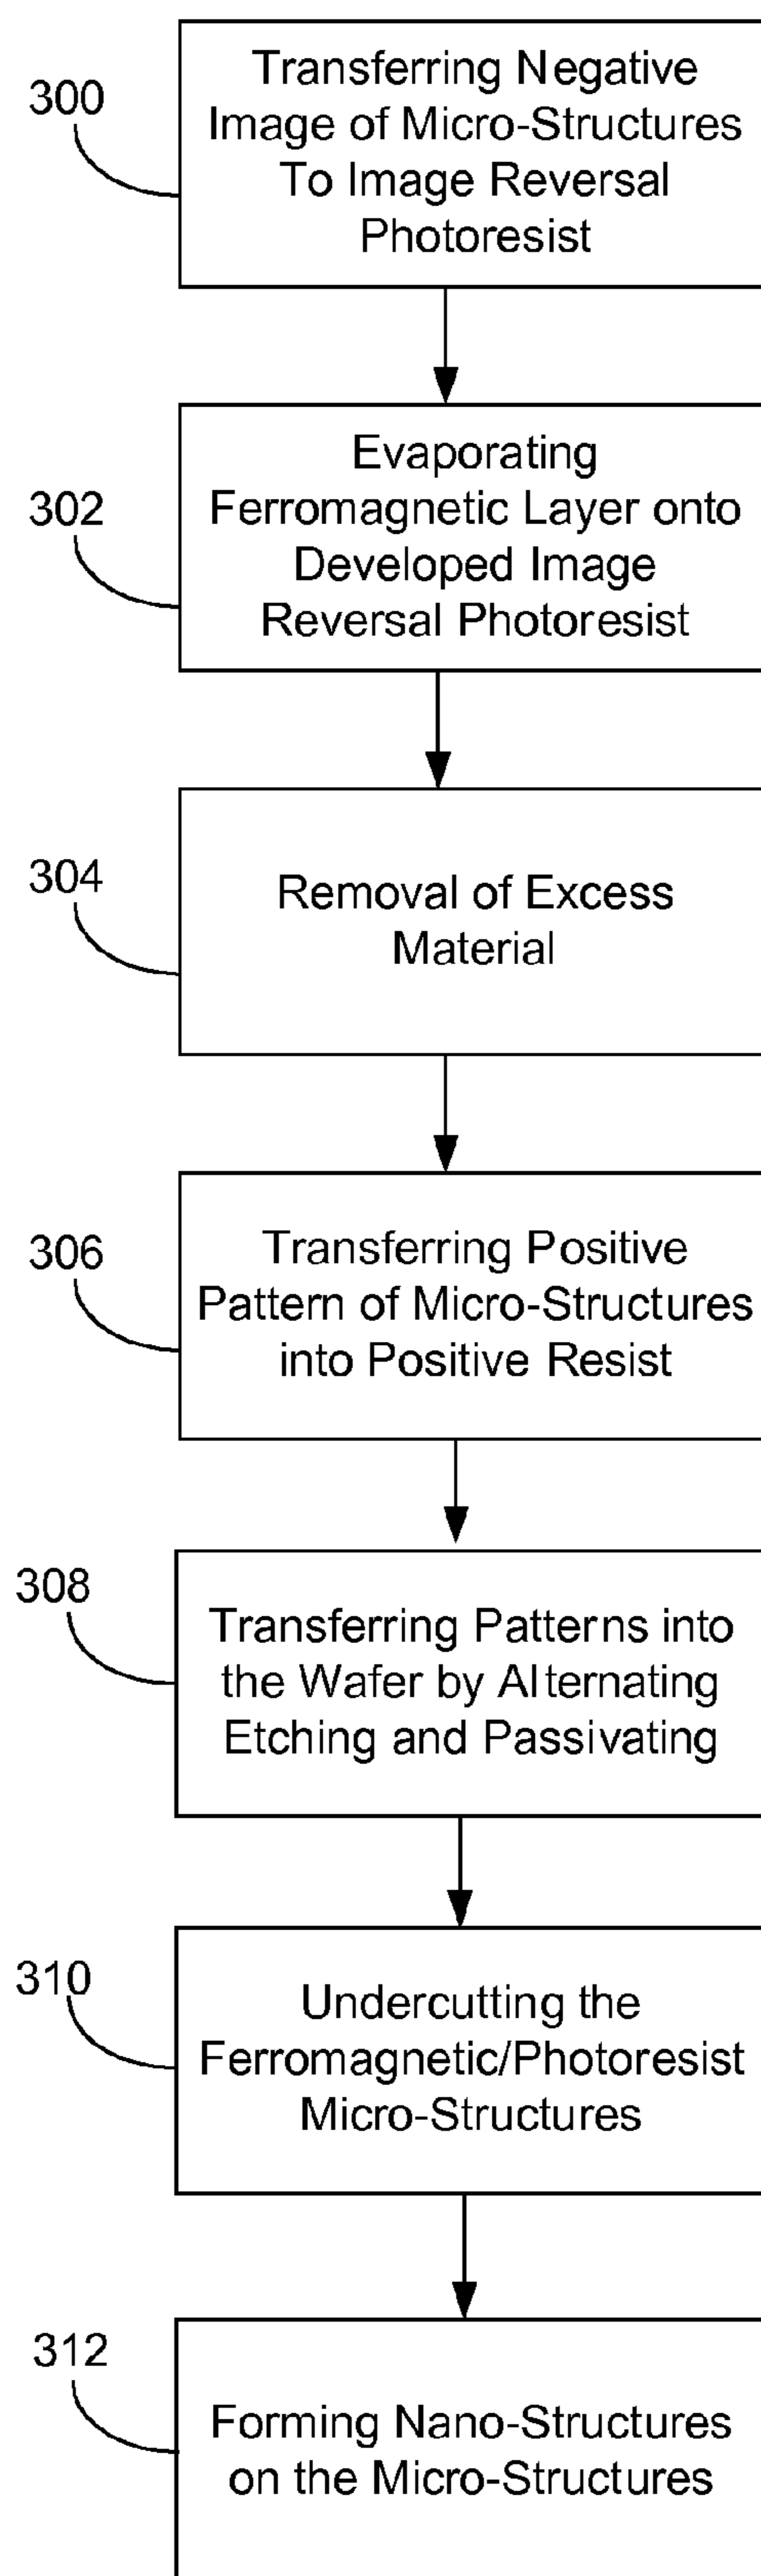 300
Transferring Negative
Image of Micro-Structures
To Image Reversal
Photoresist
302
Evaporating
Ferromagnetic Layer onto
Developed Image
Reversal Photoresist
304
Removal of Excess
Material
306
Transferring Positive
Pattern of Micro-Structures
into Positive Resist
308
Transferring Patterns into
the Wafer by Alternating
Etching and Passivating
310
Undercutting the
Ferromagnetic/Photoresist
Micro-Structures
312
Forming Nano-Structures
on the Micro-Structures